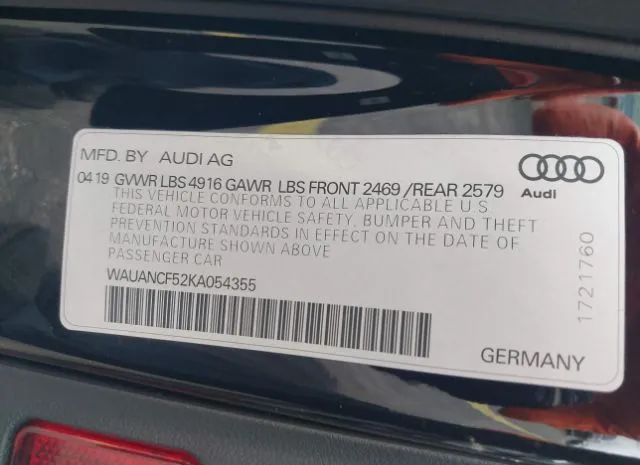 MFD. BY AUDI AG
04 19 GVWR LBS 4916 GAWR LBS FRONT 2469 / REAR 2579
THIS VEHICLE CONFORMS TO ALL APPLICABLE U.S.
FEDERAL MOTOR VEHICLE SAFETY, BUMPER AND THEFT
PREVENTION STANDARDS IN EFFECT ON THE DATE OF
MANUFACTURE SHOWN ABOVE
PASSENGER CAR
WAUANCF52KA054355
Audi
1721760
GERMANY